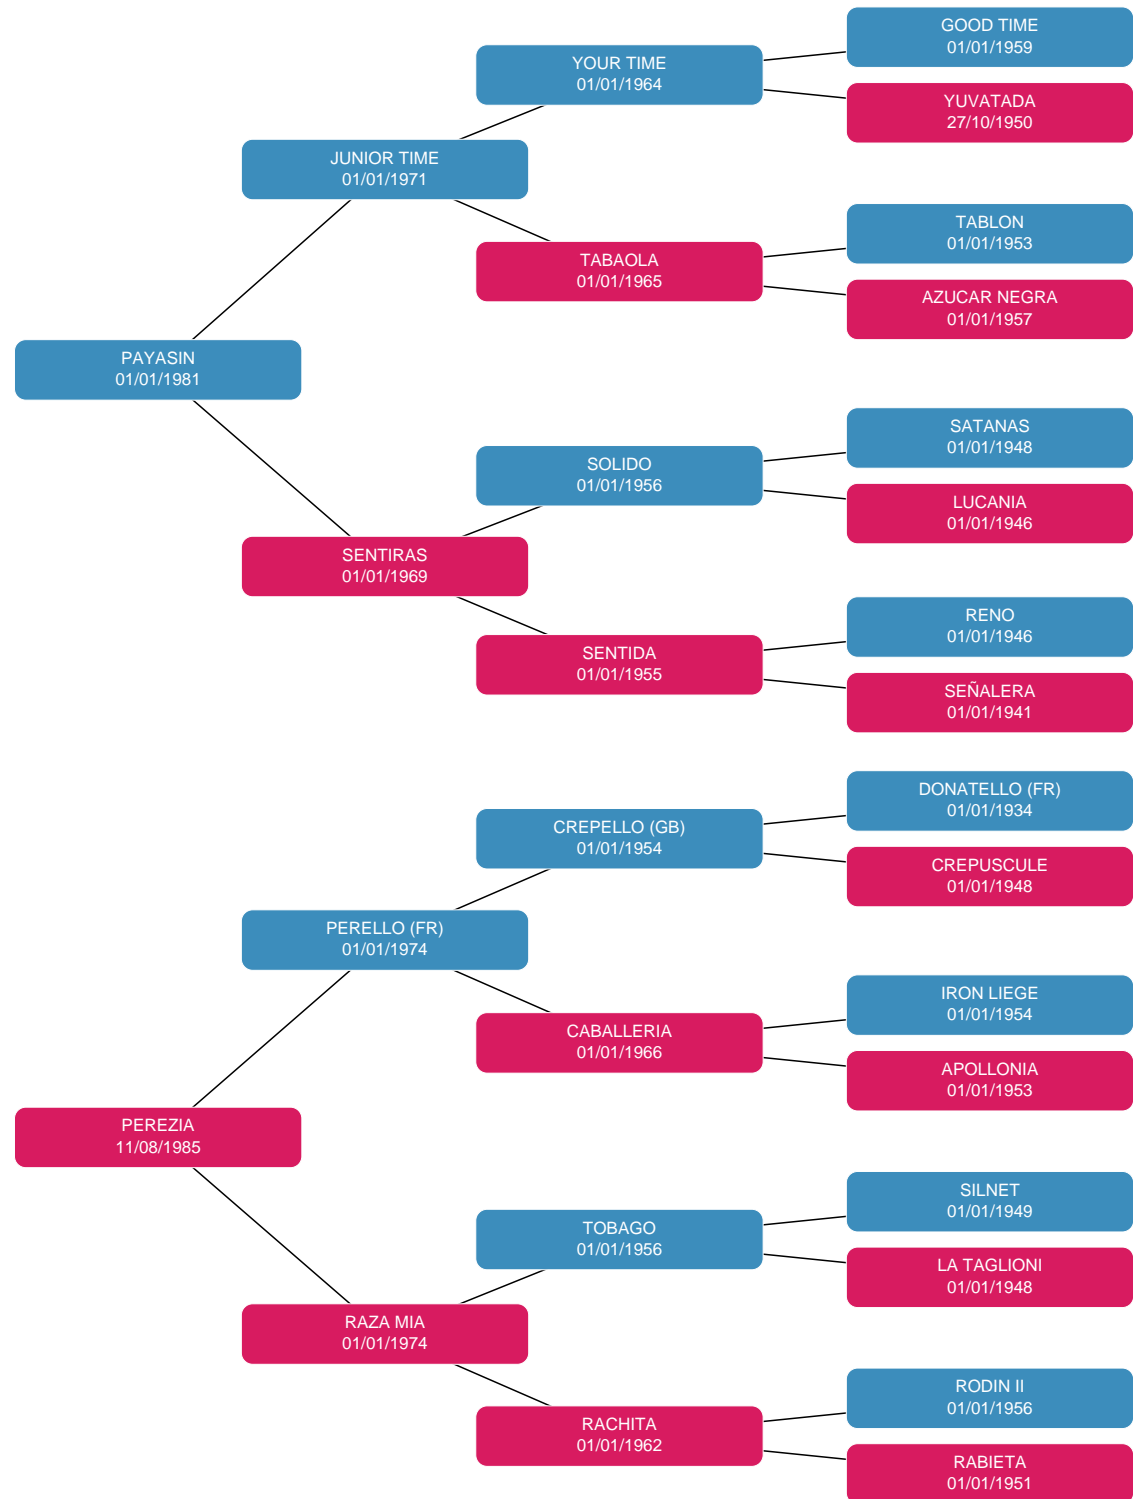 GOOD TIME
01/01/1959
YOUR TIME
01/01/1964
YUVATADA
27/10/1950
JUNIOR TIME
01/01/1971
TABLON
01/01/1953
TABAOLA
01/01/1965
AZUCAR NEGRA
01/01/1957
PAYASIN
01/01/1981
SATANAS
01/01/1948
SOLIDO
01/01/1956
LUCANIA
01/01/1946
SENTIRAS
01/01/1969
RENO
01/01/1946
SENTIDA
01/01/1955
SEÑALERA
01/01/1941
DONATELLO (FR)
01/01/1934
CREPELLO (GB)
01/01/1954
CREPUSCULE
01/01/1948
PERELLO (FR)
01/01/1974
IRON LIEGE
01/01/1954
CABALLERIA
01/01/1966
APOLLONIA
01/01/1953
PEREZIA
11/08/1985
SILNET
01/01/1949
TOBAGO
01/01/1956
LA TAGLIONI
01/01/1948
RAZA MIA
01/01/1974
RODIN II
01/01/1956
RACHITA
01/01/1962
RABIETA
01/01/1951